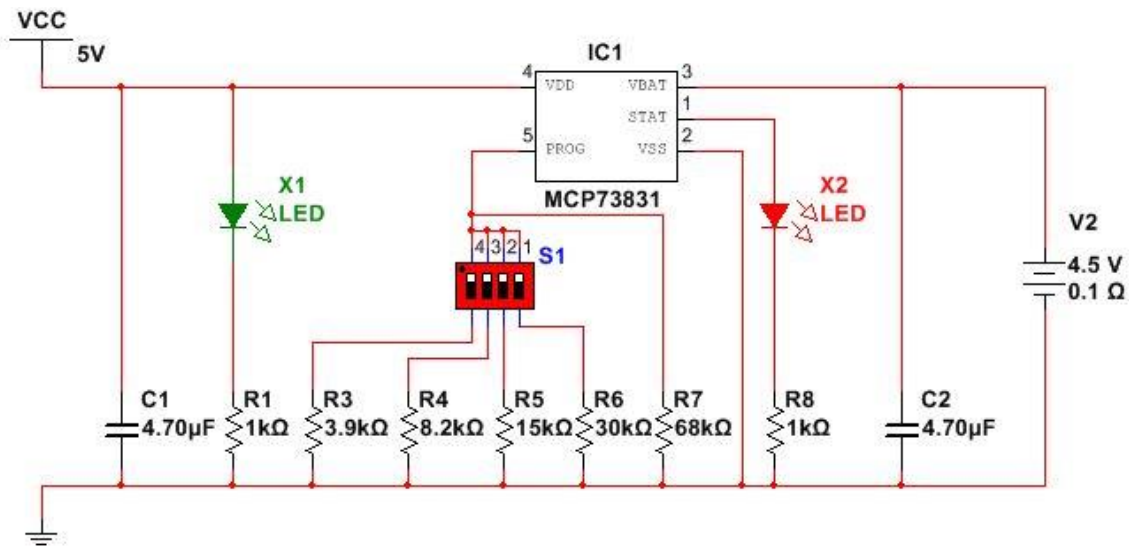 VCC
5V
IC1
4
VDD
VBAT
3
STAT
1
5
PROG
VSS
2
MCP73831
X1
LED
X2
LED
4
3
2
1
S1
V2
4.5 V
0.1 Ω
C1
4.70µF
R1
1kΩ
R3
3.9kΩ
R4
8.2kΩ
R5
15kΩ
R6
30kΩ
R7
68kΩ
R8
1kΩ
C2
4.70µF